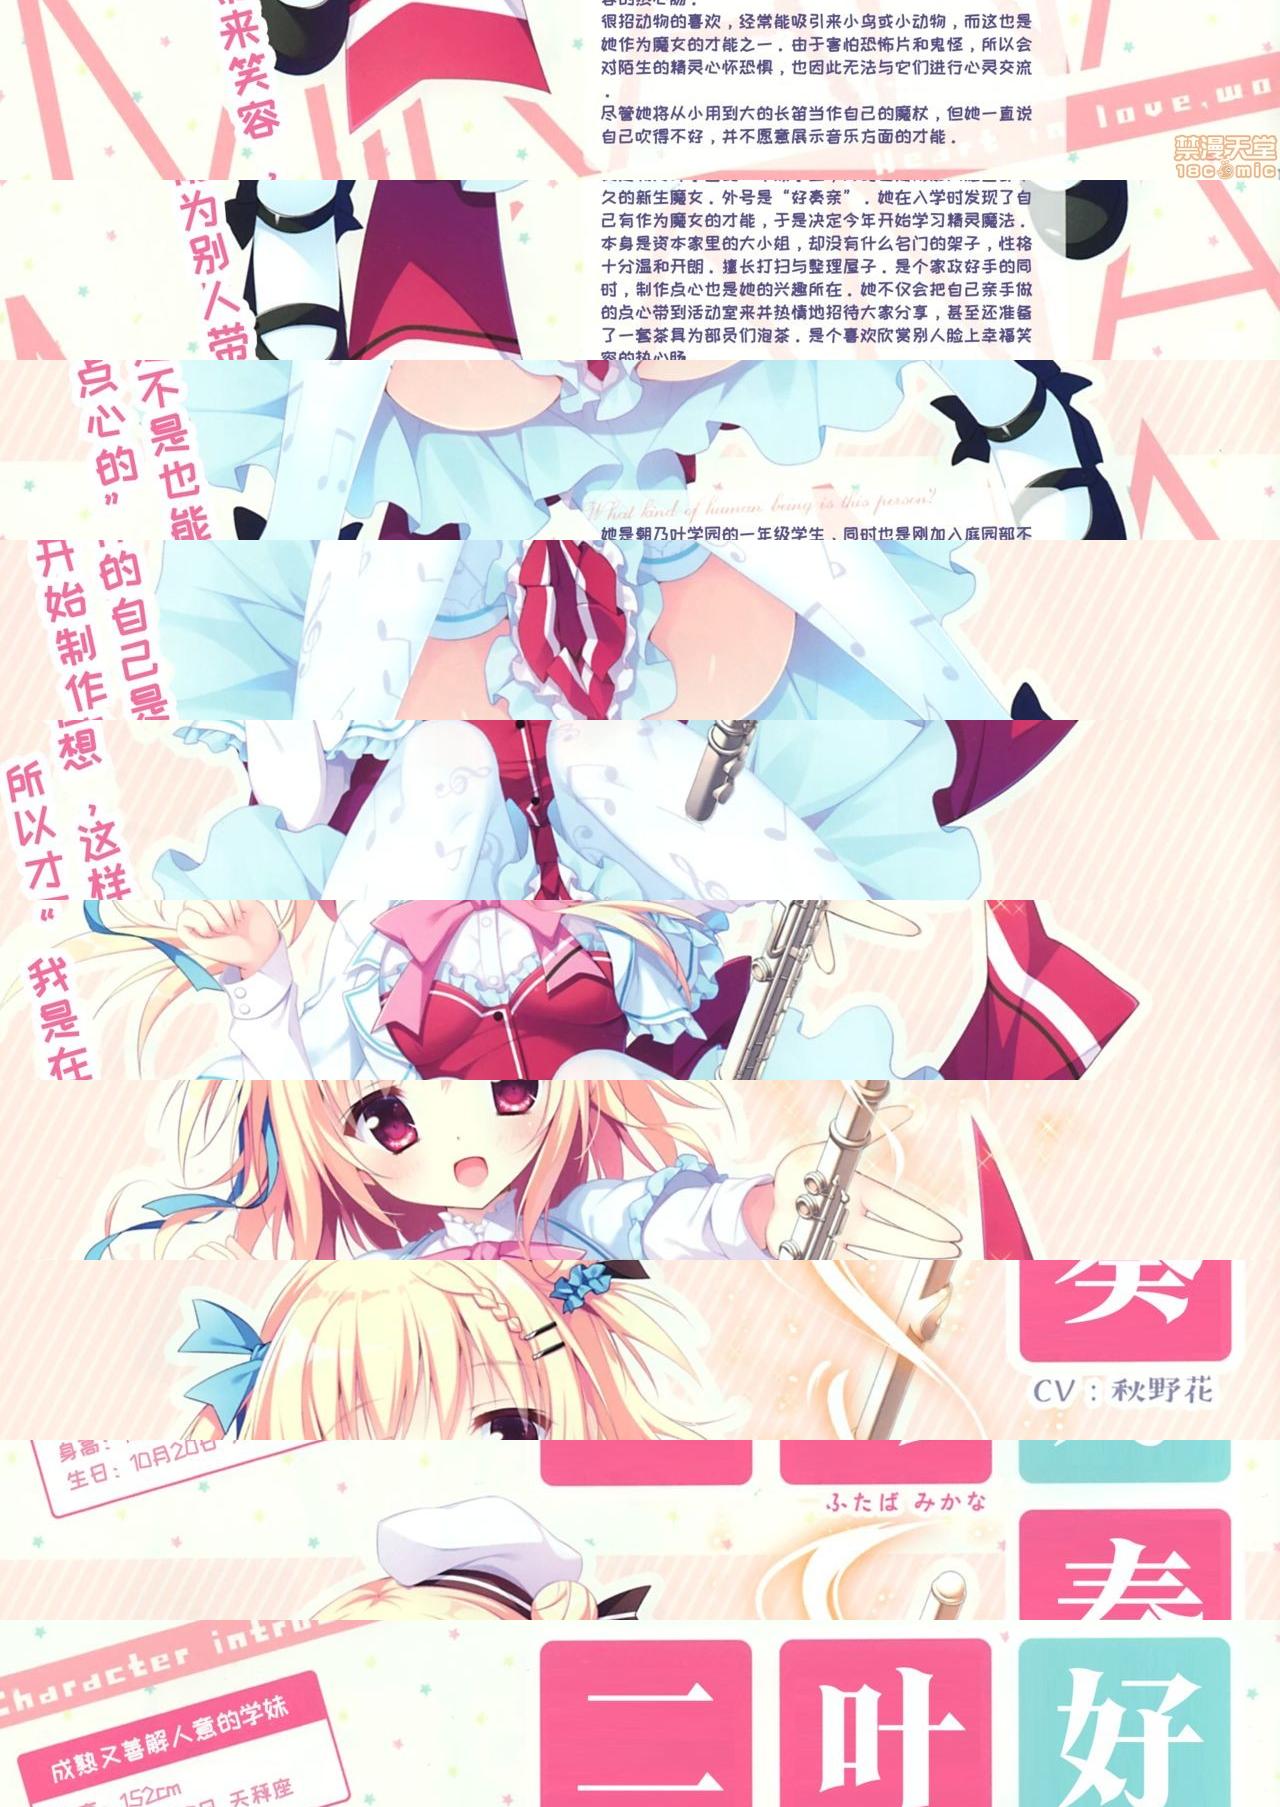 容的热心肠.
很招动物的喜欢，经常能吸引来小鸟或小动物，而这也是
她作为魔女的才能之一. 由于害怕恐怖片和鬼怪，所以会
对陌生的精灵心怀恐惧，也因此无法与它们进行心灵交流
.
尽管她将从小用到大的长笛当作自己的魔杖，但她一直说
自己吹得不好，并不愿意展示音乐方面的才能.
来笑容，
Heart in love,wo
禁漫天堂
18comic
久的新生魔女. 外号是“好奏亲”. 她在入学时发现了自
己有作为魔女的才能，于是决定今年开始学习精灵魔法.
本身是资本家里的大小姐，却没有什么名门的架子，性格
十分温和开朗. 擅长打扫与整理屋子. 是个家政好手的同
时，制作点心也是她的兴趣所在. 她不仅会把自己亲手做
的点心带到活动室来并热情地招待大家分享，甚至还准备
了一套茶具为部员们泡茶. 是个喜欢欣赏别人脸上幸福笑
容的热心肠
为别人带
不是也能
点心的”
What kind of human being is this person?
她是朝乃叶学园的一年级学生，同时也是刚加入庭园部不
的自己是
开始制作
想，这样
所以才
“我是在
奏
CV：秋野花
身高：
生日：10月20日
ふたば みかな
奏
Character intro
成熟又善解人意的学妹
152cm
天秤座
二叶好